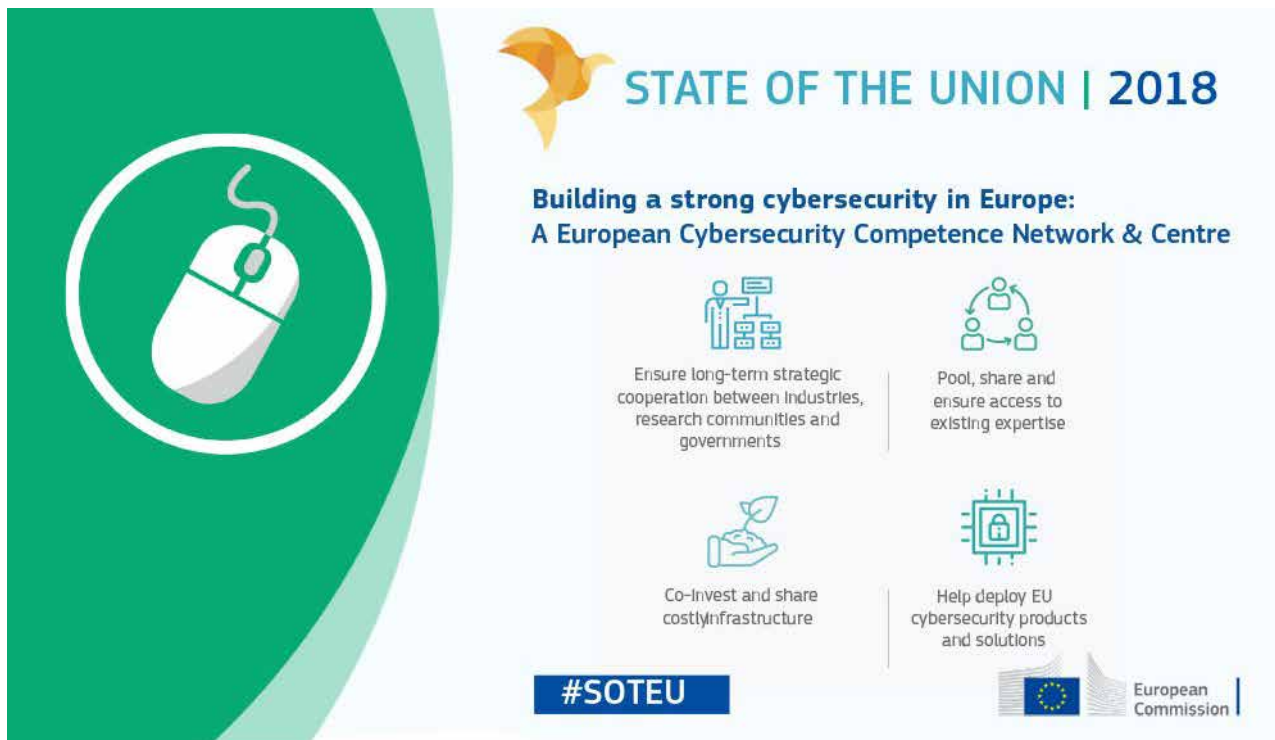 STATE OF THE UNION | 2018
Building a strong cybersecurity in Europe:
A European Cybersecurity Competence Network & Centre
Ensure long-term strategic
cooperation between industries,
research communities and
governments
Pool, share and
ensure access to
existing expertise
Co-invest and share
costlyinfrastructure
Help deploy EU
cybersecurity products
and solutions
#SOTEU
European
Commission